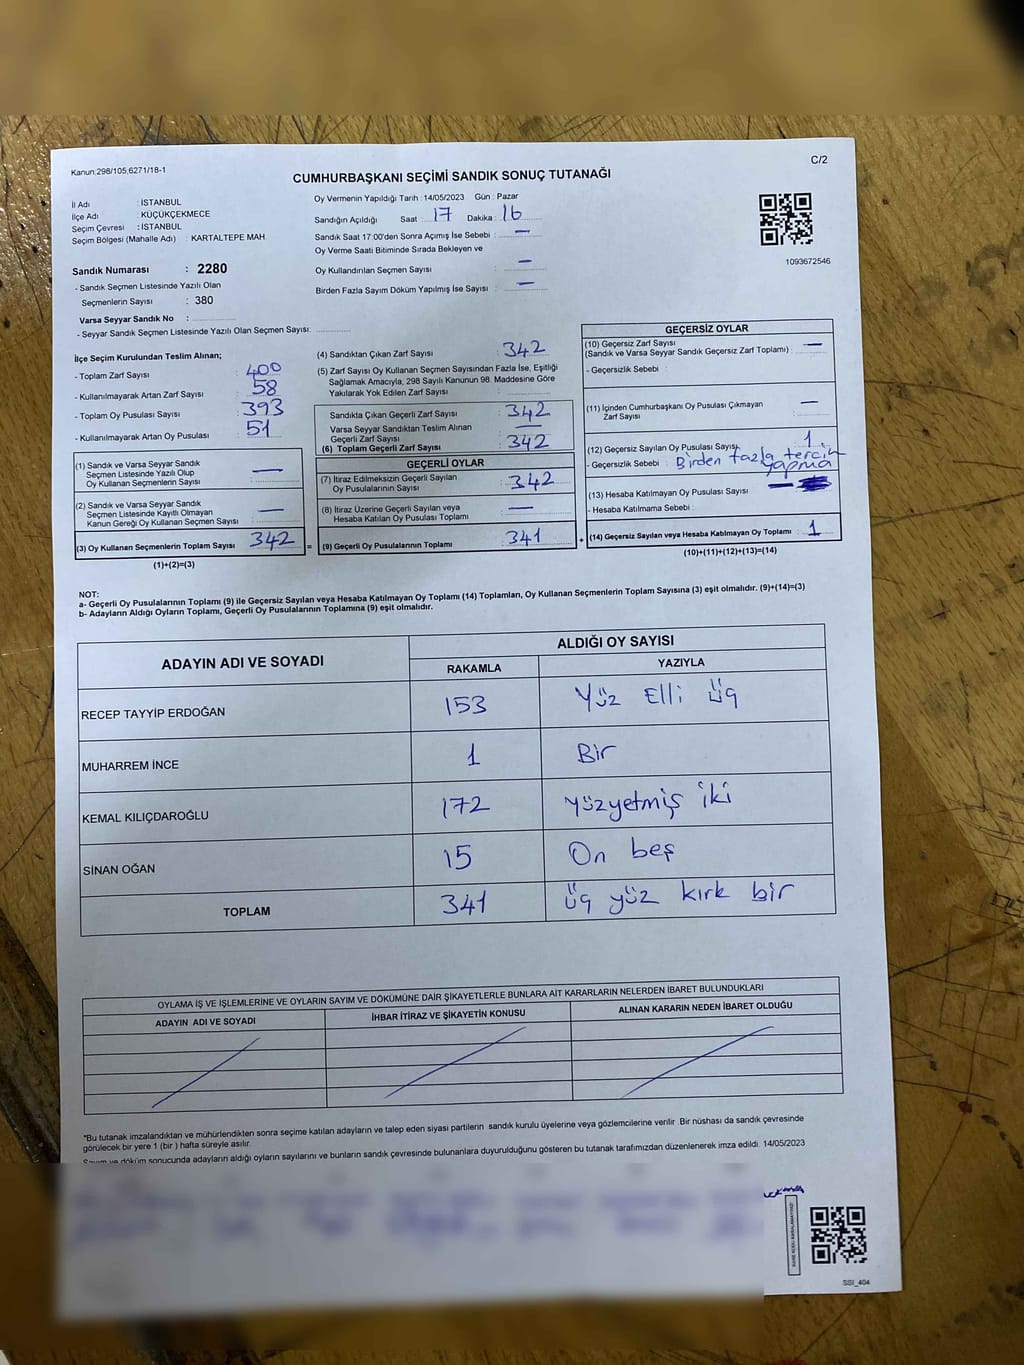 Kanun;298/105,6271/18-1
C/2
CUMHURBAŞKANI SEÇİMİ SANDIK SONUÇ TUTANAĞI
İl Adı : İSTANBUL
İlçe Adı : KÜÇÜKÇEKMECE
Seçim Çevresi : İSTANBUL
Seçim Bölgesi (Mahalle Adı) : KARTALTEPE MAH.
Sandık Numarası : 2280
- Sandık Seçmen Listesinde Yazılı Olan
Seçmenlerin Sayısı : 380
Varsa Seyyar Sandık No :
- Seyyar Sandık Seçmen Listesinde Yazılı Olan Seçmen Sayısı:
Oy Vermenin Yapıldığı Tarih : 14/05/2023 Gün : Pazar
Sandığın Açıldığı Saat : 17 Dakika : 16
Sandık Saat 17:00'den Sonra Açımış İse Sebebi : —
Oy Verme Saati Bitiminde Sırada Bekleyen ve
Oy Kullandırılan Seçmen Sayısı : —
Birden Fazla Sayım Döküm Yapılmış İse Sayısı : —
1093672546
İlçe Seçim Kurulundan Teslim Alınan;
- Toplam Zarf Sayısı : 400
- Kullanılmayarak Artan Zarf Sayısı : 58
- Toplam Oy Pusulası Sayısı : 393
- Kullanılmayarak Artan Oy Pusulası : 51
(1) Sandık ve Varsa Seyyar Sandık
Seçmen Listesinde Yazılı Olup
Oy Kullanan Seçmenlerin Sayısı : —
(2) Sandık ve Varsa Seyyar Sandık
Seçmen Listesinde Kayıtlı Olmayan
Kanun Gereği Oy Kullanan Seçmen Sayısı : —
(3) Oy Kullanan Seçmenlerin Toplam Sayısı : 342
(1)+(2)=(3)
(4) Sandıktan Çıkan Zarf Sayısı : 342
(5) Zarf Sayısı Oy Kullanan Seçmen Sayısından Fazla İse, Eşitliği
Sağlamak Amacıyla, 298 Sayılı Kanunun 98. Maddesine Göre
Yakılarak Yok Edilen Zarf Sayısı :
Sandıkta Çıkan Geçerli Zarf Sayısı : 342
Varsa Seyyar Sandıktan Teslim Alınan
Geçerli Zarf Sayısı : —
(6) Toplam Geçerli Zarf Sayısı : 342
GEÇERLİ OYLAR
(7) İtiraz Edilmeksizin Geçerli Sayılan
Oy Pusulalarının Sayısı : 342
(8) İtiraz Üzerine Geçerli Sayılan veya
Hesaba Katılan Oy Pusulası Toplamı : —
= (9) Geçerli Oy Pusulalarının Toplamı : 341
GEÇERSİZ OYLAR
(10) Geçersiz Zarf Sayısı
(Sandık ve Varsa Seyyar Sandık Geçersiz Zarf Toplamı) : —
- Geçersizlik Sebebi :
(11) İçinden Cumhurbaşkanı Oy Pusulası Çıkmayan
Zarf Sayısı : —
(12) Geçersiz Sayılan Oy Pusulası Sayısı : 1
- Geçersizlik Sebebi : Birden fazla tercih
yapma
(13) Hesaba Katılmayan Oy Pusulası Sayısı : —
- Hesaba Katılmama Sebebi :
+ (14) Geçersiz Sayılan veya Hesaba Katılmayan Oy Toplamı : 1
(10)+(11)+(12)+(13)=(14)
NOT:
a- Geçerli Oy Pusulalarının Toplamı (9) ile Geçersiz Sayılan veya Hesaba Katılmayan Oy Toplamı (14) Toplamları, Oy Kullanan Seçmenlerin Toplam Sayısına (3) eşit olmalıdır. (9)+(14)=(3)
b- Adayların Aldığı Oyların Toplamı, Geçerli Oy Pusulalarının Toplamına (9) eşit olmalıdır.
ADAYIN ADI VE SOYADI
ALDIĞI OY SAYISI
RAKAMLA YAZIYLA
RECEP TAYYİP ERDOĞAN 153 Yüz Elli üç
MUHARREM İNCE 1 Bir
KEMAL KILIÇDAROĞLU 172 yüzyetmiş iki
SİNAN OĞAN 15 On beş
TOPLAM 341 üç yüz kırk bir
OYLAMA İŞ VE İŞLEMLERİNE VE OYLARIN SAYIM VE DÖKÜMÜNE DAİR ŞİKAYETLERLE BUNLARA AİT KARARLARIN NELERDEN İBARET BULUNDUKLARI
ADAYIN ADI VE SOYADI İHBAR İTİRAZ VE ŞİKAYETİN KONUSU ALINAN KARARIN NEDEN İBARET OLDUĞU
*Bu tutanak imzalandıktan ve mühürlendikten sonra seçime katılan adayların ve talep eden siyasi partilerin sandık kurulu üyelerine veya gözlemcilerine verilir. Bir nüshası da sandık çevresinde
görülecek bir yere 1 (bir ) hafta süreyle asılır.
Sayım ve döküm sonucunda adayların aldığı oyların sayılarını ve bunların sandık çevresinde bulunanlara duyurulduğunu gösteren bu tutanak tarafımızdan düzenlenerek imza edildi. 14/05/2023
SSI_404